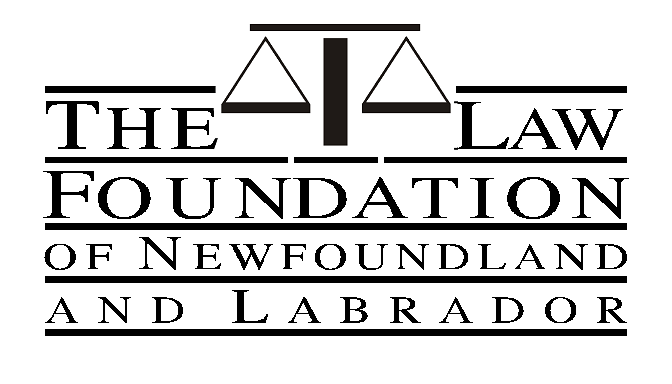 THE LAW
FOUNDATION
OF NEWFOUNDLAND
AND LABRADOR